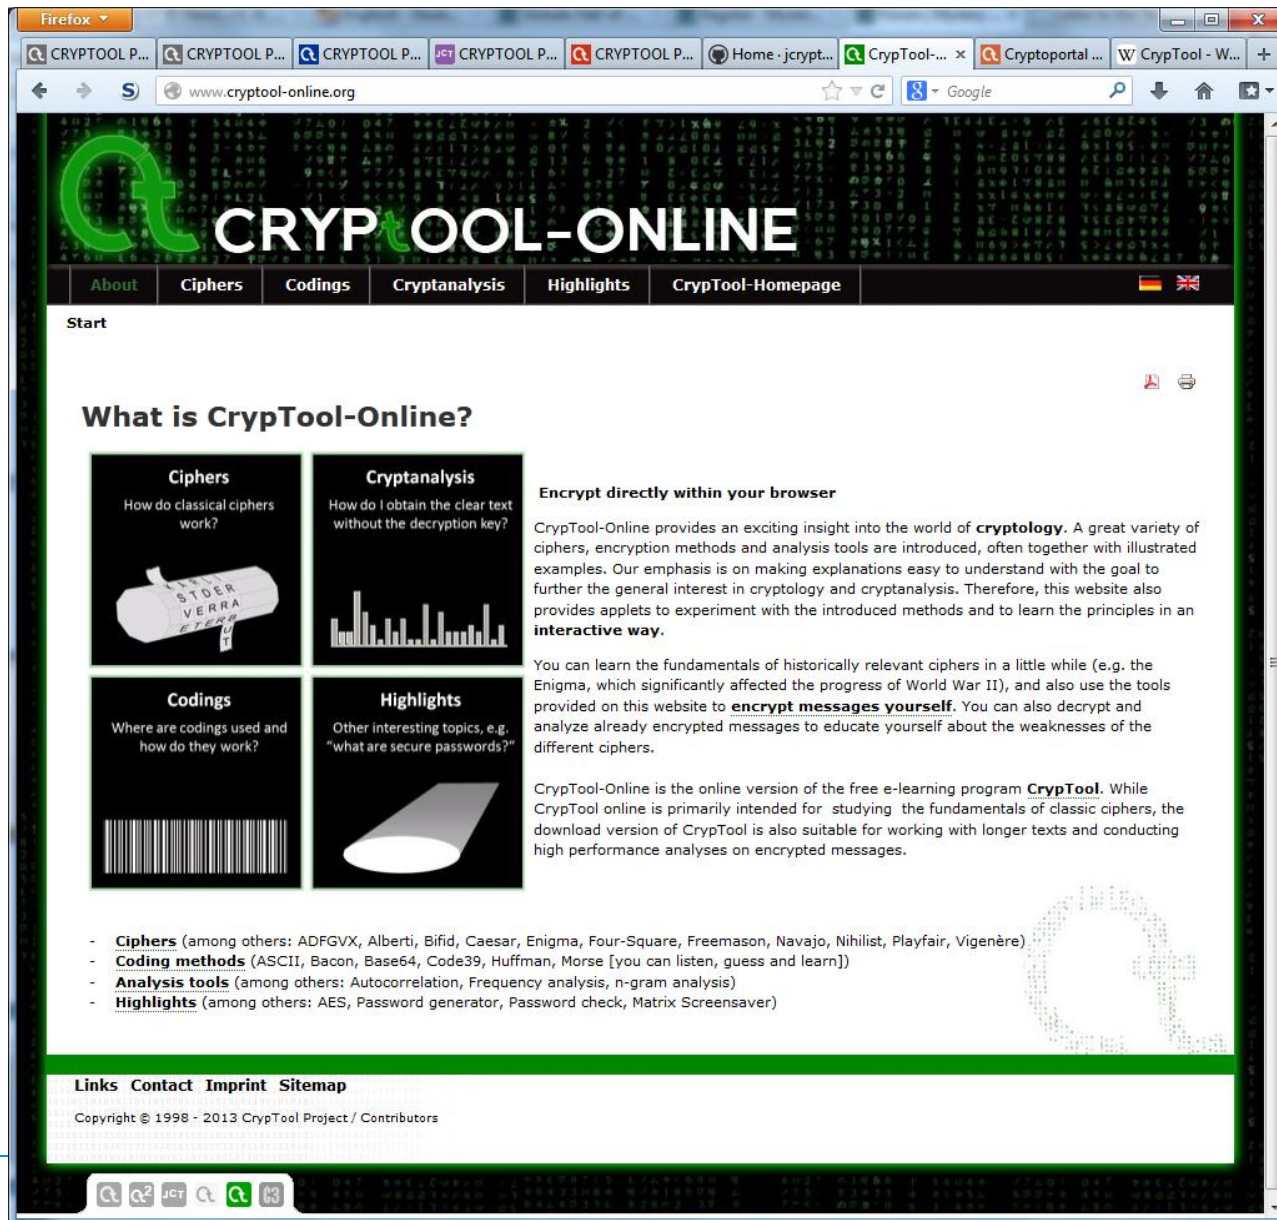 Firefox
CRYPTOOL P... CRYPTOOL P... CRYPTOOL P... CRYPTOOL P... CRYPTOOL P... Home · jcrypt... CrypTool-... × Cryptoportal ... CrypTool - W... +
www.cryptool-online.org Google
CRYPtOOL-ONLINE
About Ciphers Codings Cryptanalysis Highlights CrypTool-Homepage
Start
What is CrypTool-Online?
Ciphers
How do classical ciphers
work?
STDER
VERRA
ETERB
U
T
Cryptanalysis
How do I obtain the clear text
without the decryption key?
Codings
Where are codings used and
how do they work?
Highlights
Other interesting topics, e.g.
"what are secure passwords?"
Encrypt directly within your browser
CrypTool-Online provides an exciting insight into the world of cryptology. A great variety of
ciphers, encryption methods and analysis tools are introduced, often together with illustrated
examples. Our emphasis is on making explanations easy to understand with the goal to
further the general interest in cryptology and cryptanalysis. Therefore, this website also
provides applets to experiment with the introduced methods and to learn the principles in an
interactive way.
You can learn the fundamentals of historically relevant ciphers in a little while (e.g. the
Enigma, which significantly affected the progress of World War II), and also use the tools
provided on this website to encrypt messages yourself. You can also decrypt and
analyze already encrypted messages to educate yourself about the weaknesses of the
different ciphers.
CrypTool-Online is the online version of the free e-learning program CrypTool. While
CrypTool online is primarily intended for studying the fundamentals of classic ciphers, the
download version of CrypTool is also suitable for working with longer texts and conducting
high performance analyses on encrypted messages.
- Ciphers (among others: ADFGVX, Alberti, Bifid, Caesar, Enigma, Four-Square, Freemason, Navajo, Nihilist, Playfair, Vigenère)
- Coding methods (ASCII, Bacon, Base64, Code39, Huffman, Morse [you can listen, guess and learn])
- Analysis tools (among others: Autocorrelation, Frequency analysis, n-gram analysis)
- Highlights (among others: AES, Password generator, Password check, Matrix Screensaver)
Links Contact Imprint Sitemap
Copyright © 1998 - 2013 CrypTool Project / Contributors